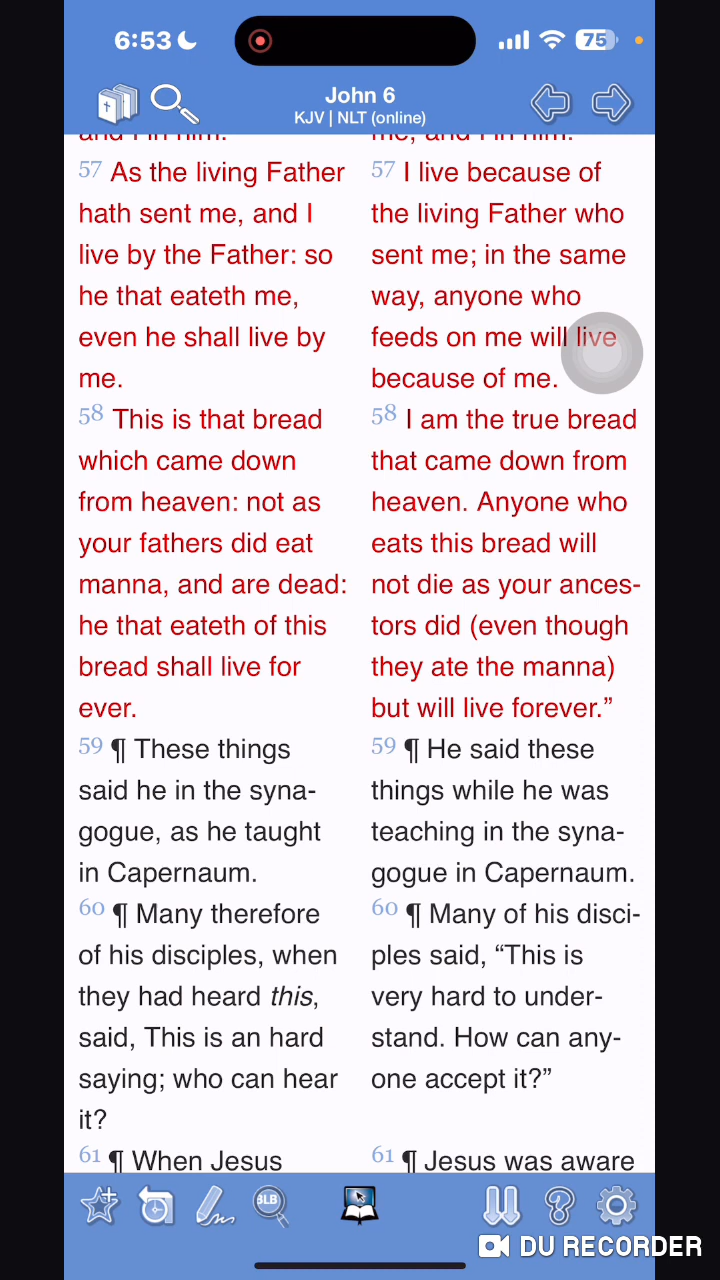 6:53
75
John 6
KJV | NLT (online)
and I in him.
57 As the living Father
hath sent me, and I
live by the Father: so
he that eateth me,
even he shall live by
me.
58 This is that bread
which came down
from heaven: not as
your fathers did eat
manna, and are dead:
he that eateth of this
bread shall live for
ever.
59 ¶ These things
said he in the syna-
gogue, as he taught
in Capernaum.
60 ¶ Many therefore
of his disciples, when
they had heard this,
said, This is an hard
saying; who can hear
it?
61 ¶ When Jesus
me, and I in him.
57 I live because of
the living Father who
sent me; in the same
way, anyone who
feeds on me will live
because of me.
58 I am the true bread
that came down from
heaven. Anyone who
eats this bread will
not die as your ances-
tors did (even though
they ate the manna)
but will live forever.”
59 ¶ He said these
things while he was
teaching in the syna-
gogue in Capernaum.
60 ¶ Many of his disci-
ples said, “This is
very hard to under-
stand. How can any-
one accept it?”
61 ¶ Jesus was aware
BLB
DU RECORDER